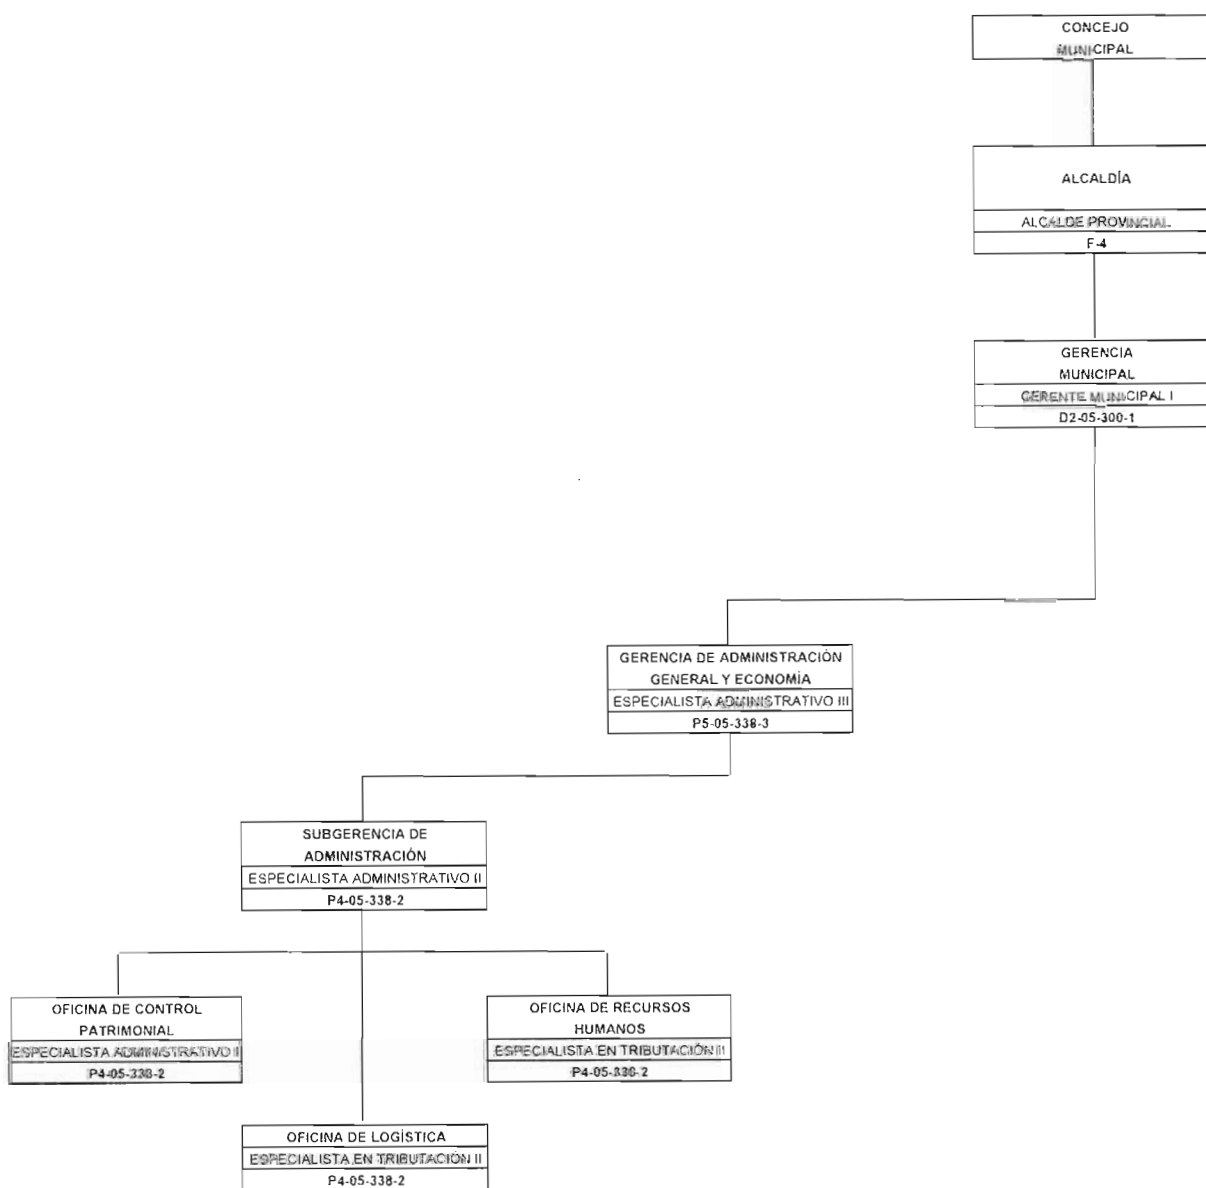 CONCEJO
MUNICIPAL
ALCALDÍA
ALCALDE PROVINCIAL
F-4
GERENCIA
MUNICIPAL
GERENTE MUNICIPAL I
D2-05-300-1
GERENCIA DE ADMINISTRACIÓN
GENERAL Y ECONOMÍA
ESPECIALISTA ADMINISTRATIVO III
P5-05-338-3
SUBGERENCIA DE
ADMINISTRACIÓN
ESPECIALISTA ADMINISTRATIVO II
P4-05-338-2
OFICINA DE CONTROL
PATRIMONIAL
ESPECIALISTA ADMINISTRATIVO II
P4-05-338-2
OFICINA DE RECURSOS
HUMANOS
ESPECIALISTA EN TRIBUTACIÓN II
P4-05-338-2
OFICINA DE LOGÍSTICA
ESPECIALISTA EN TRIBUTACIÓN II
P4-05-338-2